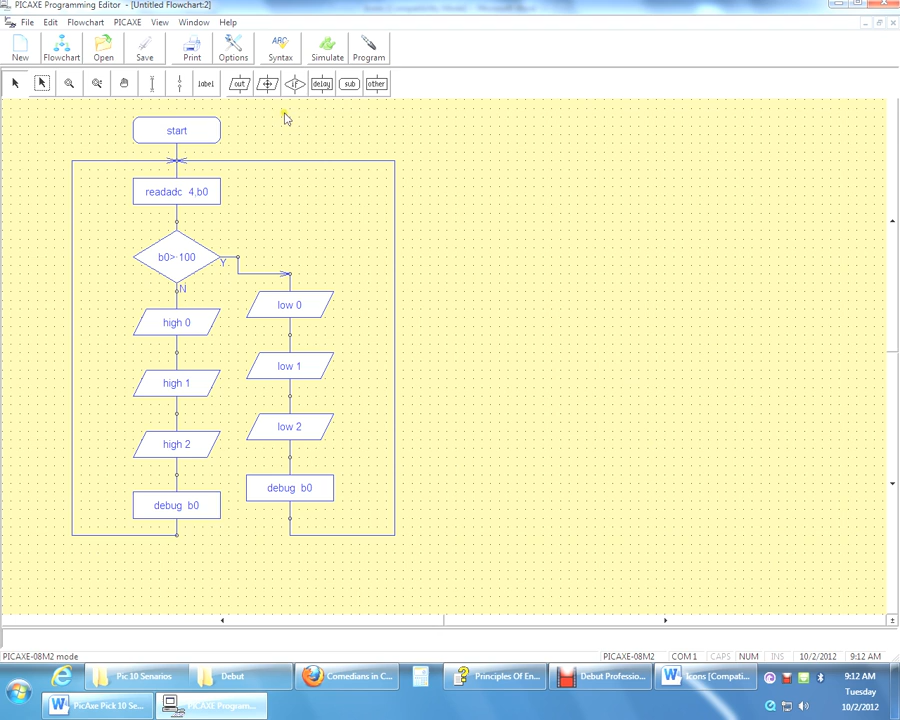 PICAXE Programming Editor - [Untitled Flowchart:2]
File Edit Flowchart PICAXE View Window Help
ABC
New Flowchart Open Save Print Options Syntax Simulate Program
label out if delay sub other
start
readadc 4,b0
b0> 100
Y
N
low 0
high 0
low 1
high 1
low 2
high 2
debug b0
debug b0
PICAXE-08M2 mode PICAXE-08M2 COM 1 CAPS NUM INS 10/2/2012 9:12 AM
Pic 10 Senarios Debut Comedians in C... Principles Of En... Debut Professio... Icons [Compati... 9:12 AM
Tuesday
PicAxe Pick 10 Se... PICAXE Program... 10/2/2012